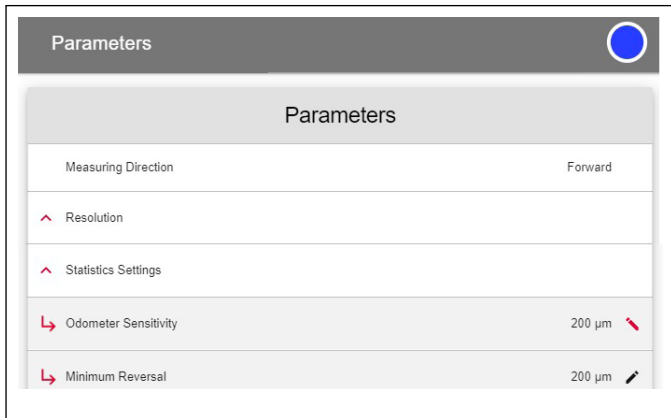 Parameters
Parameters
Measuring Direction Forward
Resolution
Statistics Settings
Odometer Sensitivity 200 µm
Minimum Reversal 200 µm